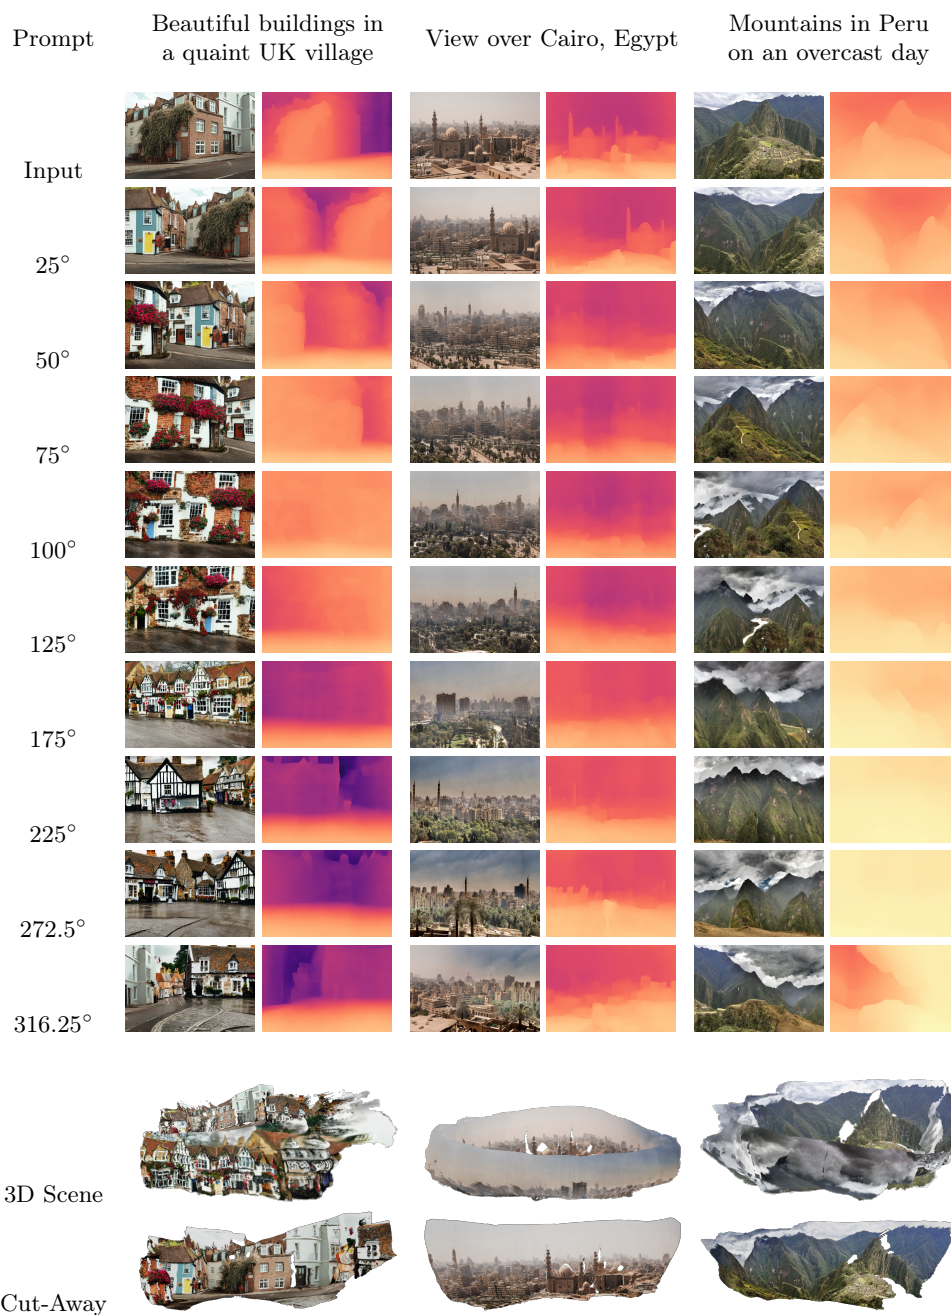 Prompt
Beautiful buildings in
a quaint UK village
View over Cairo, Egypt
Mountains in Peru
on an overcast day
Input
25°
50°
75°
100°
125°
175°
225°
272.5°
316.25°
3D Scene
Cut-Away